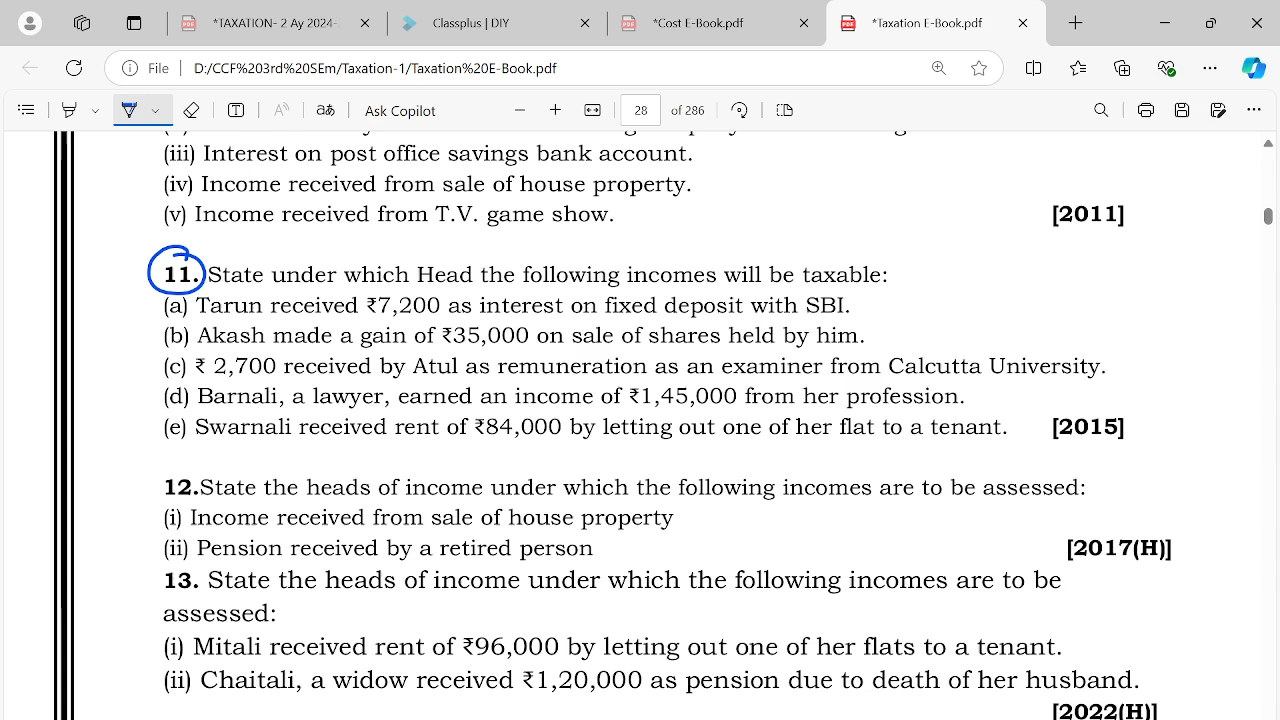 *TAXATION- 2 Ay 2024-
Classplus | DIY
*Cost E-Book.pdf
*Taxation E-Book.pdf
File
D:/CCF%203rd%20SEm/Taxation-1/Taxation%20E-Book.pdf
Ask Copilot
28 of 286
(iii) Interest on post office savings bank account.
(iv) Income received from sale of house property.
(v) Income received from T.V. game show. [2011]
11. State under which Head the following incomes will be taxable:
(a) Tarun received ₹7,200 as interest on fixed deposit with SBI.
(b) Akash made a gain of ₹35,000 on sale of shares held by him.
(c) ₹ 2,700 received by Atul as remuneration as an examiner from Calcutta University.
(d) Barnali, a lawyer, earned an income of ₹1,45,000 from her profession.
(e) Swarnali received rent of ₹84,000 by letting out one of her flat to a tenant. [2015]
12.State the heads of income under which the following incomes are to be assessed:
(i) Income received from sale of house property
(ii) Pension received by a retired person [2017(H)]
13. State the heads of income under which the following incomes are to be
assessed:
(i) Mitali received rent of ₹96,000 by letting out one of her flats to a tenant.
(ii) Chaitali, a widow received ₹1,20,000 as pension due to death of her husband.
[2022(H)]